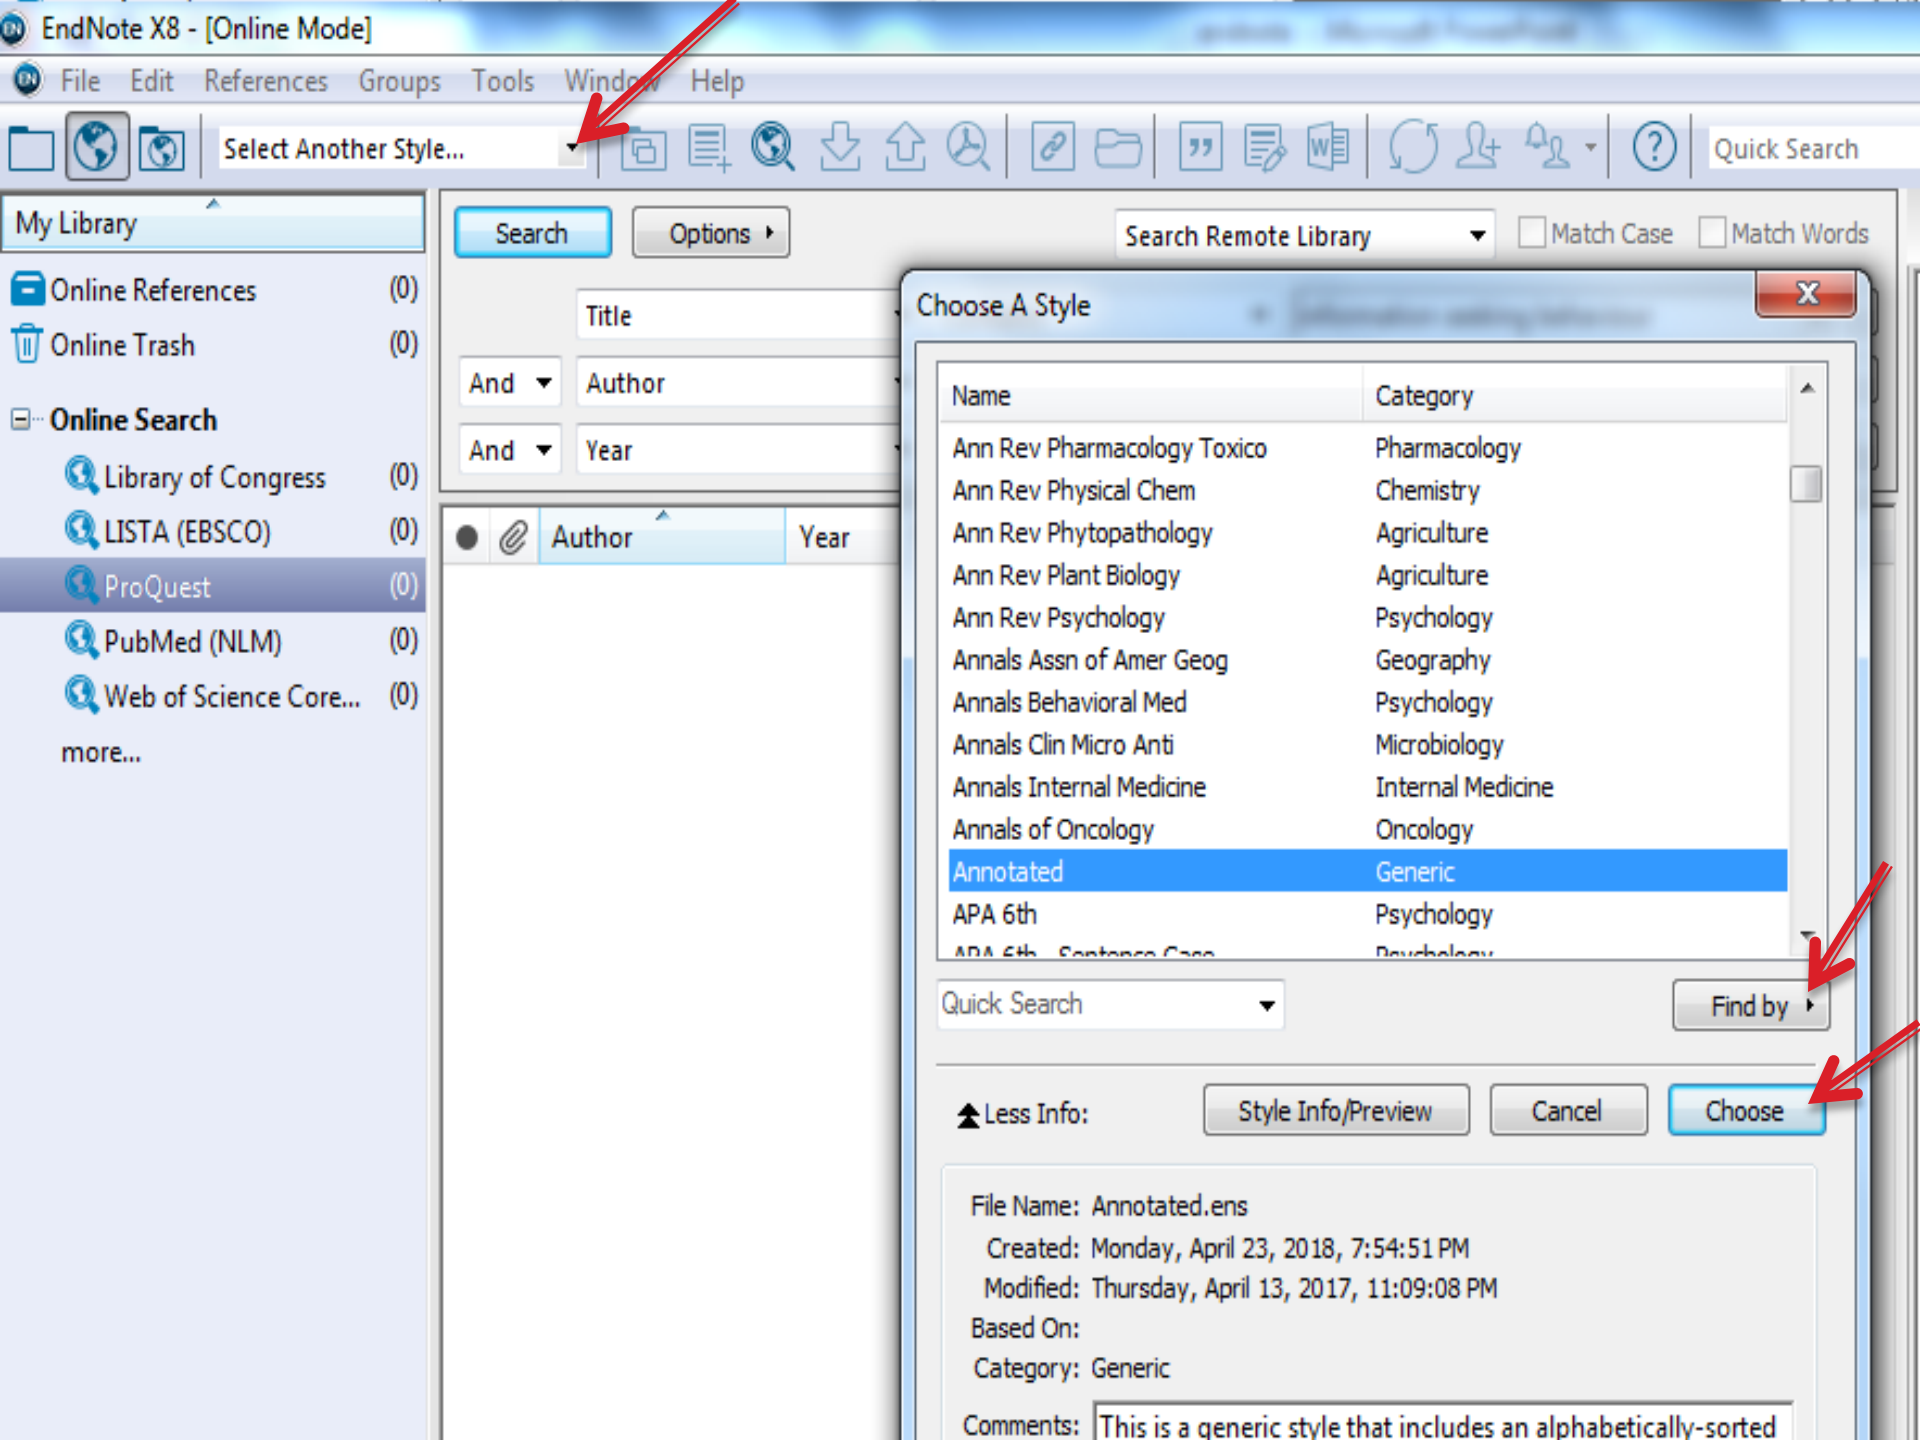 EndNote X8 - [Online Mode]
File Edit References Groups Tools Window Help
Select Another Style...
Quick Search
My Library
Online References (0)
Online Trash (0)
Online Search
Library of Congress (0)
LISTA (EBSCO) (0)
ProQuest (0)
PubMed (NLM) (0)
Web of Science Core... (0)
more...
Search Options Search Remote Library Match Case Match Words
Title
And Author
And Year
Author Year
Choose A Style
Name Category
Ann Rev Pharmacology Toxico Pharmacology
Ann Rev Physical Chem Chemistry
Ann Rev Phytopathology Agriculture
Ann Rev Plant Biology Agriculture
Ann Rev Psychology Psychology
Annals Assn of Amer Geog Geography
Annals Behavioral Med Psychology
Annals Clin Micro Anti Microbiology
Annals Internal Medicine Internal Medicine
Annals of Oncology Oncology
Annotated Generic
APA 6th Psychology
APA 6th - Sentence Case Psychology
Quick Search Find by
Less Info: Style Info/Preview Cancel Choose
File Name: Annotated.ens
Created: Monday, April 23, 2018, 7:54:51 PM
Modified: Thursday, April 13, 2017, 11:09:08 PM
Based On:
Category: Generic
Comments: This is a generic style that includes an alphabetically-sorted